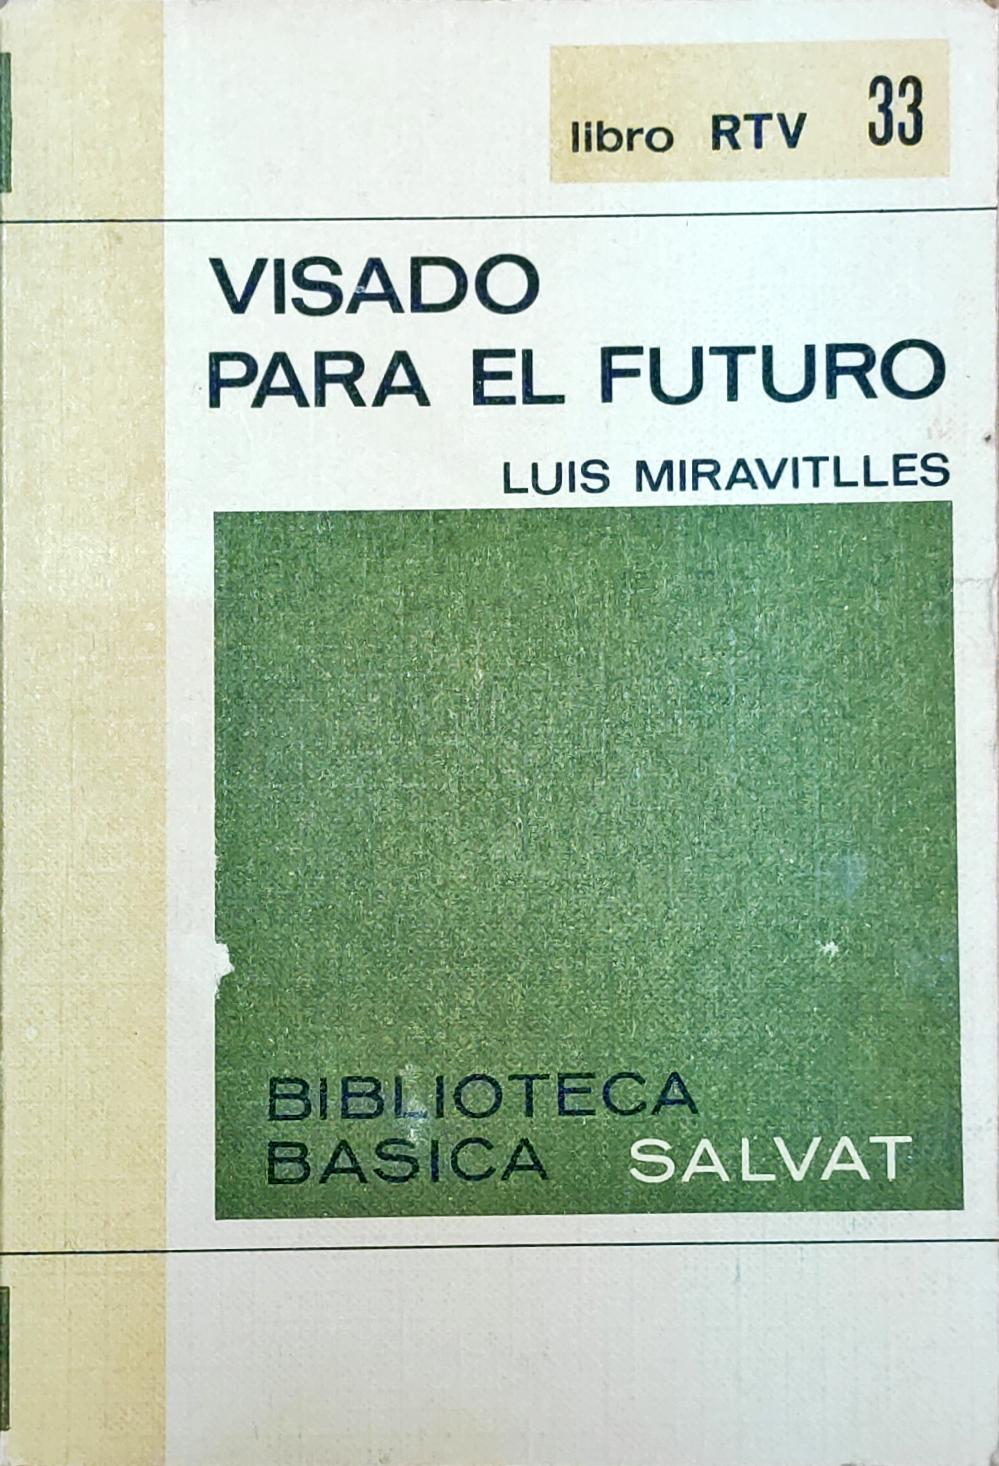 libro RTV 33
VISADO
PARA EL FUTURO
LUIS MIRAVITLLES
BIBLIOTECA
BASICA SALVAT